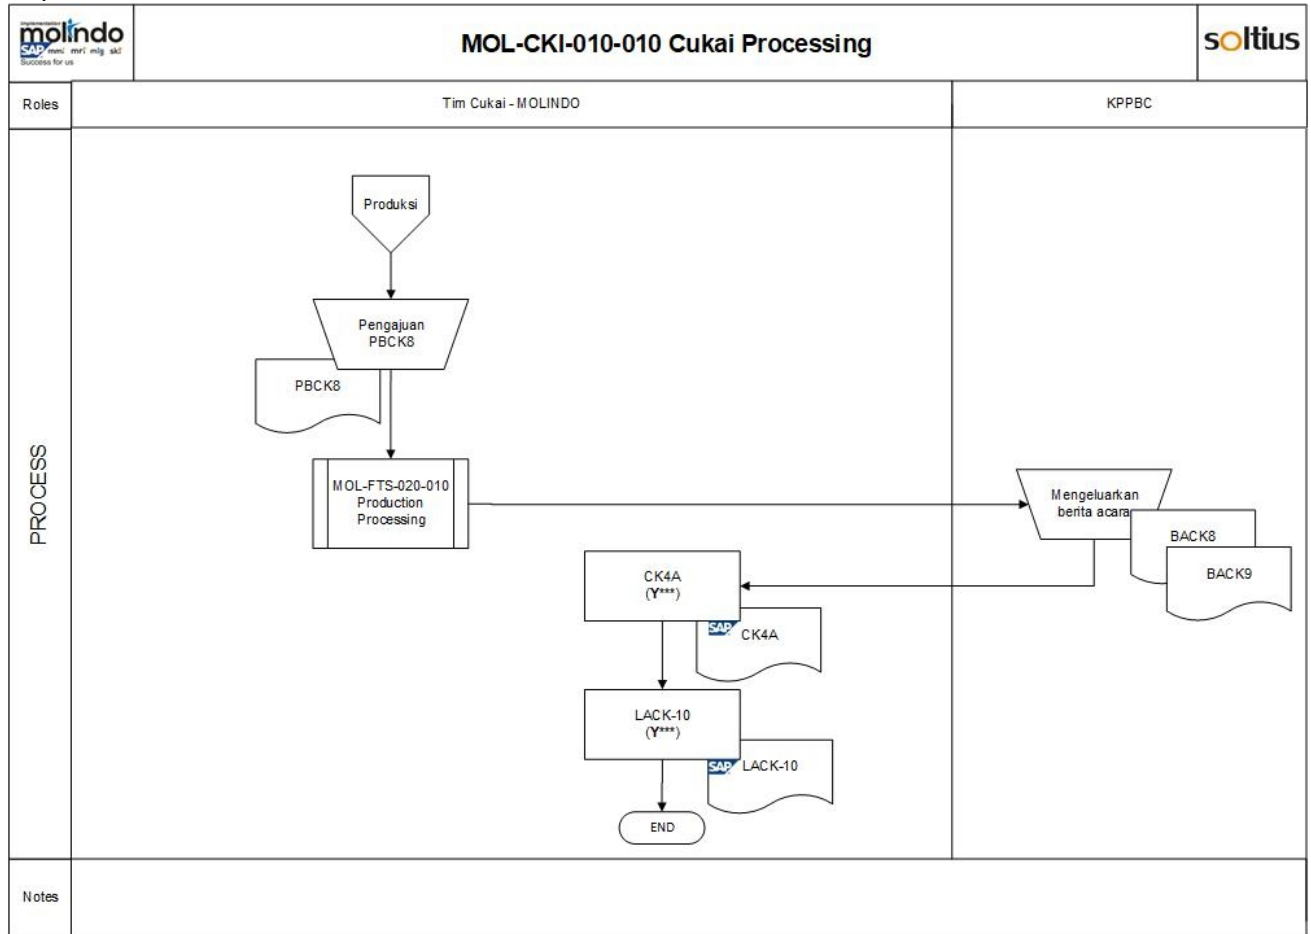 implementation
molindo
SAP mmi mri mlg ski
Success for us
MOL-CKI-010-010 Cukai Processing
soltius
Roles
Tim Cukai - MOLINDO
KPPBC
PROCESS
Produksi
Pengajuan
PBCK8
PBCK8
MOL-FTS-020-010
Production
Processing
Mengeluarkan
berita acara
BACK8
BACK9
CK4A
(Y***)
SAP CK4A
LACK-10
(Y***)
SAP LACK-10
END
Notes